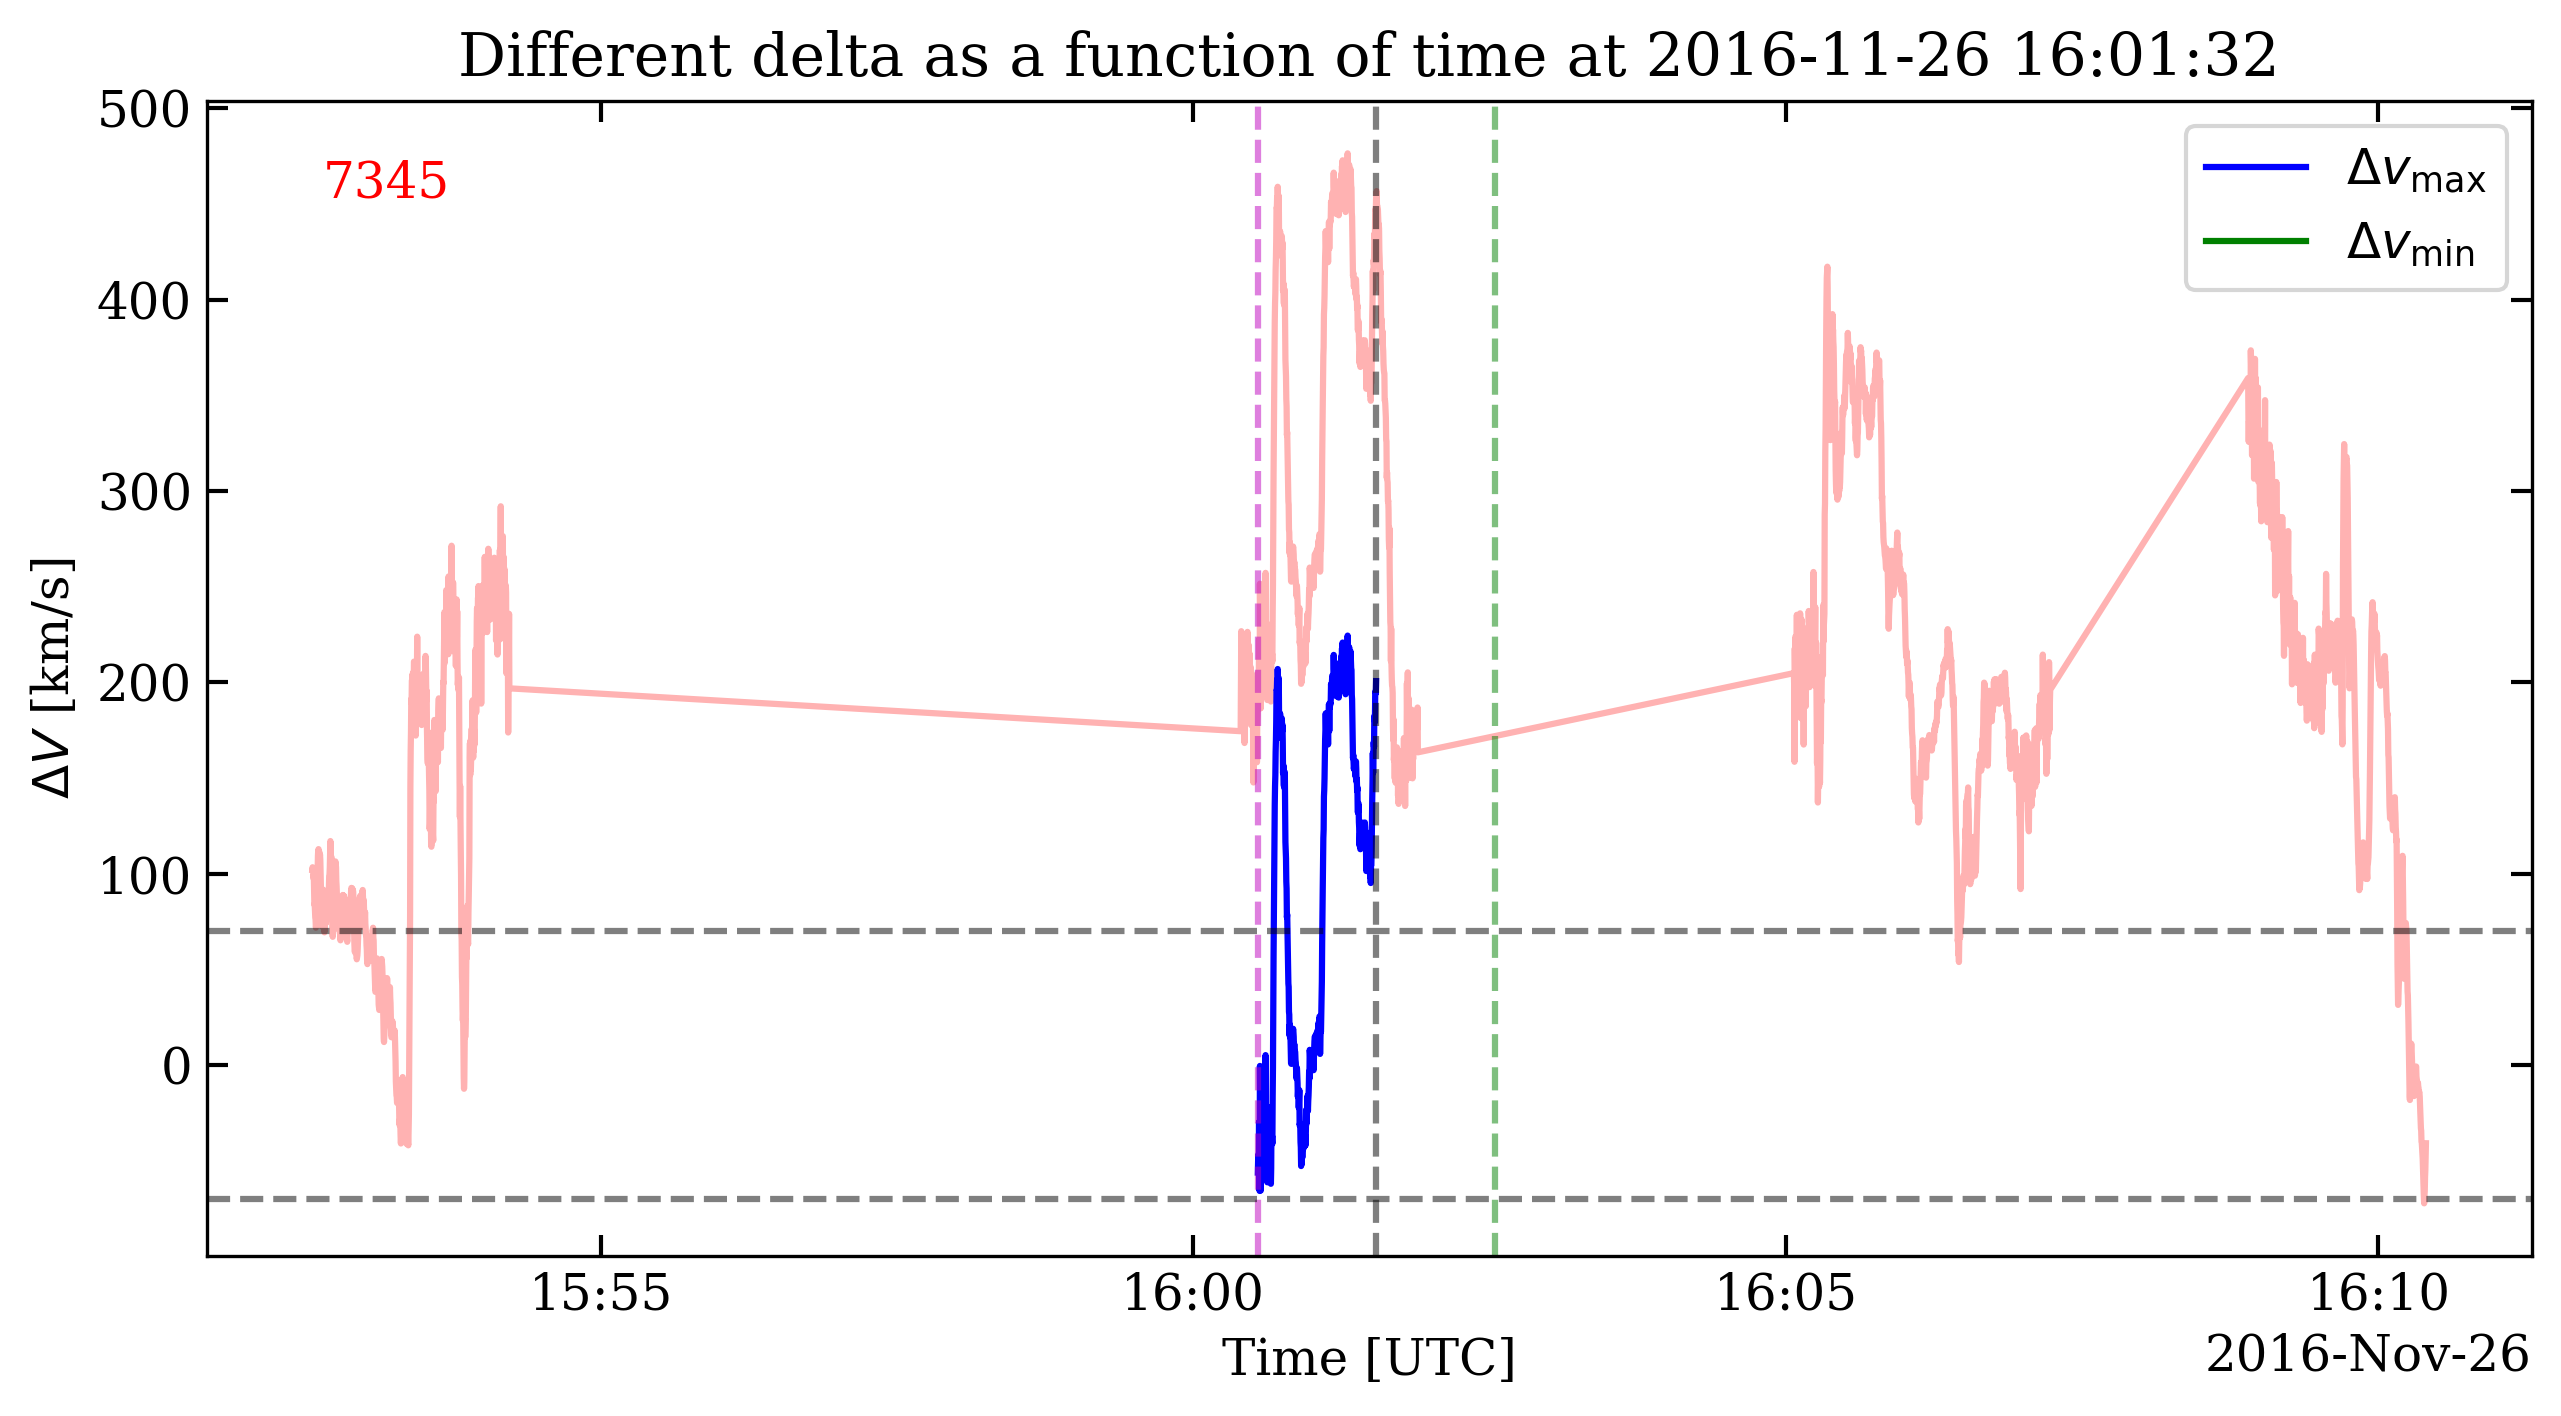 Different delta as a function of time at 2016-11-26 16:01:32
500
400
300
200
100
0
ΔV [km/s]
7345
Δv_max
Δv_min
15:55
16:00
16:05
16:10
Time [UTC]
2016-Nov-26